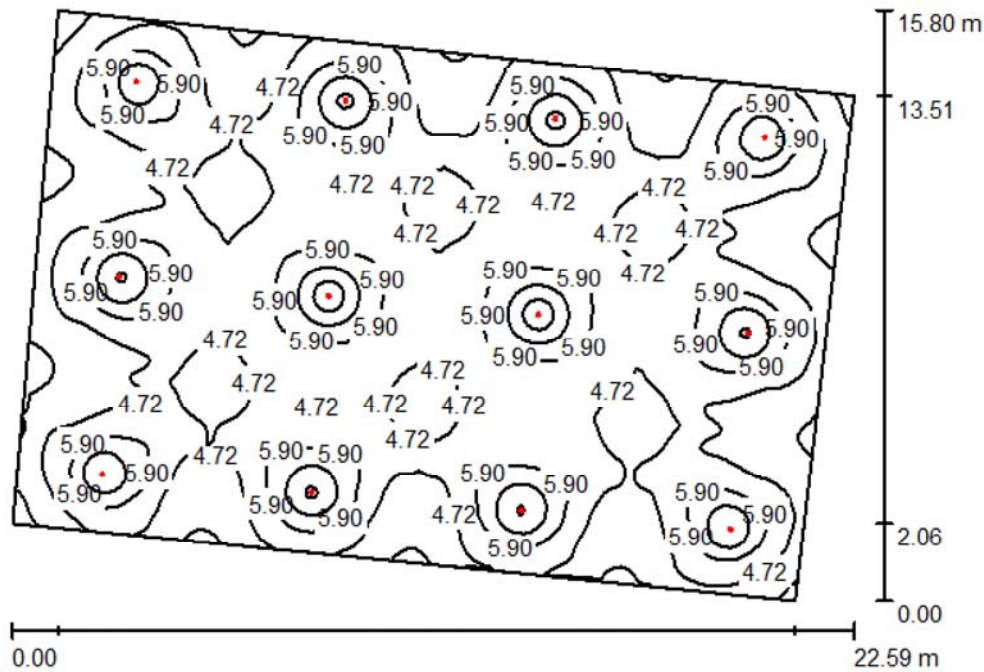 15.80 m
5.90 5.90 5.90
5.90 4.72 5.90 5.90
13.51
5.90 4.72 5.90 5.90 5.90 5.90 5.90
5.90 5.90 5.90 5.90
4.72 4.72 4.72 4.72 4.72
4.72 4.72 4.72 4.72
5.90 5.90 5.90 4.72
5.90 5.90 5.90 5.90 5.90 5.90
5.90 5.90 5.90 5.90 5.90
4.72 5.90 5.90 5.90 5.90
4.72 4.72 4.72
4.72 4.72 4.72 4.72
5.90 4.72 5.90 5.90 4.72
5.90 5.90 5.90 5.90
5.90 5.90 5.90 4.72 5.90 5.90
5.90 5.90 2.06
4.72
0.00
0.00 22.59 m